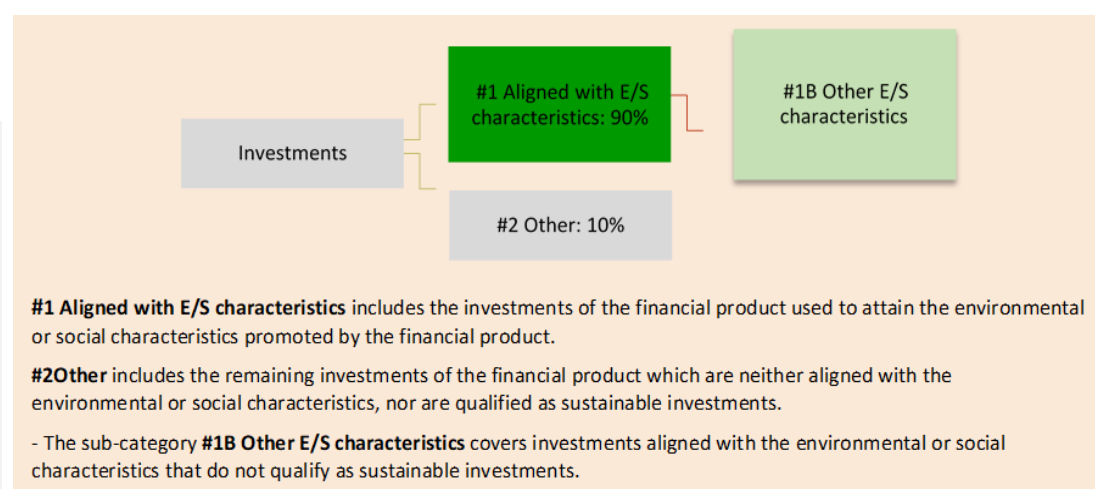 #1 Aligned with E/S
characteristics: 90%
#1B Other E/S
characteristics
Investments
#2 Other: 10%
#1 Aligned with E/S characteristics includes the investments of the financial product used to attain the environmental
or social characteristics promoted by the financial product.
#2Other includes the remaining investments of the financial product which are neither aligned with the
environmental or social characteristics, nor are qualified as sustainable investments.
- The sub-category #1B Other E/S characteristics covers investments aligned with the environmental or social
characteristics that do not qualify as sustainable investments.